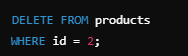 DELETE FROM products
WHERE id = 2;